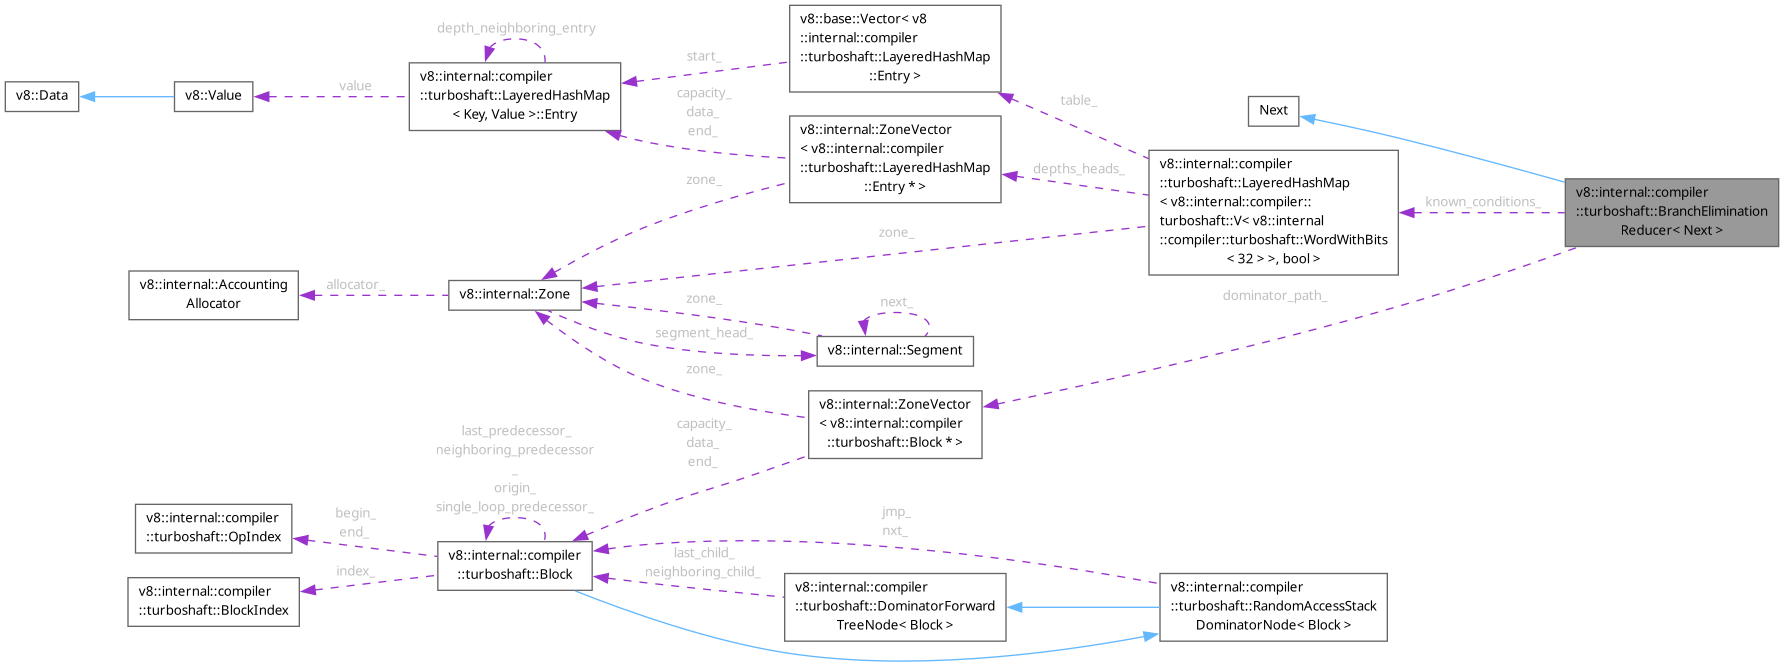 v8::Data
v8::Value
value
depth_neighboring_entry
v8::internal::compiler
::turboshaft::LayeredHashMap
< Key, Value >::Entry
start_
capacity_
data_
end_
v8::base::Vector< v8
::internal::compiler
::turboshaft::LayeredHashMap
::Entry >
v8::internal::ZoneVector
< v8::internal::compiler
::turboshaft::LayeredHashMap
::Entry * >
table_
depths_heads_
zone_
zone_
Next
v8::internal::compiler
::turboshaft::LayeredHashMap
< v8::internal::compiler::
turboshaft::V< v8::internal
::compiler::turboshaft::WordWithBits
< 32 > >, bool >
known_conditions_
v8::internal::compiler
::turboshaft::BranchElimination
Reducer< Next >
dominator_path_
v8::internal::Accounting
Allocator
allocator_
v8::internal::Zone
zone_
segment_head_
next_
v8::internal::Segment
zone_
v8::internal::ZoneVector
< v8::internal::compiler
::turboshaft::Block * >
capacity_
data_
end_
last_predecessor_
neighboring_predecessor
_
origin_
single_loop_predecessor_
v8::internal::compiler
::turboshaft::OpIndex
begin_
end_
v8::internal::compiler
::turboshaft::BlockIndex
index_
v8::internal::compiler
::turboshaft::Block
jmp_
nxt_
last_child_
neighboring_child_
v8::internal::compiler
::turboshaft::DominatorForward
TreeNode< Block >
v8::internal::compiler
::turboshaft::RandomAccessStack
DominatorNode< Block >